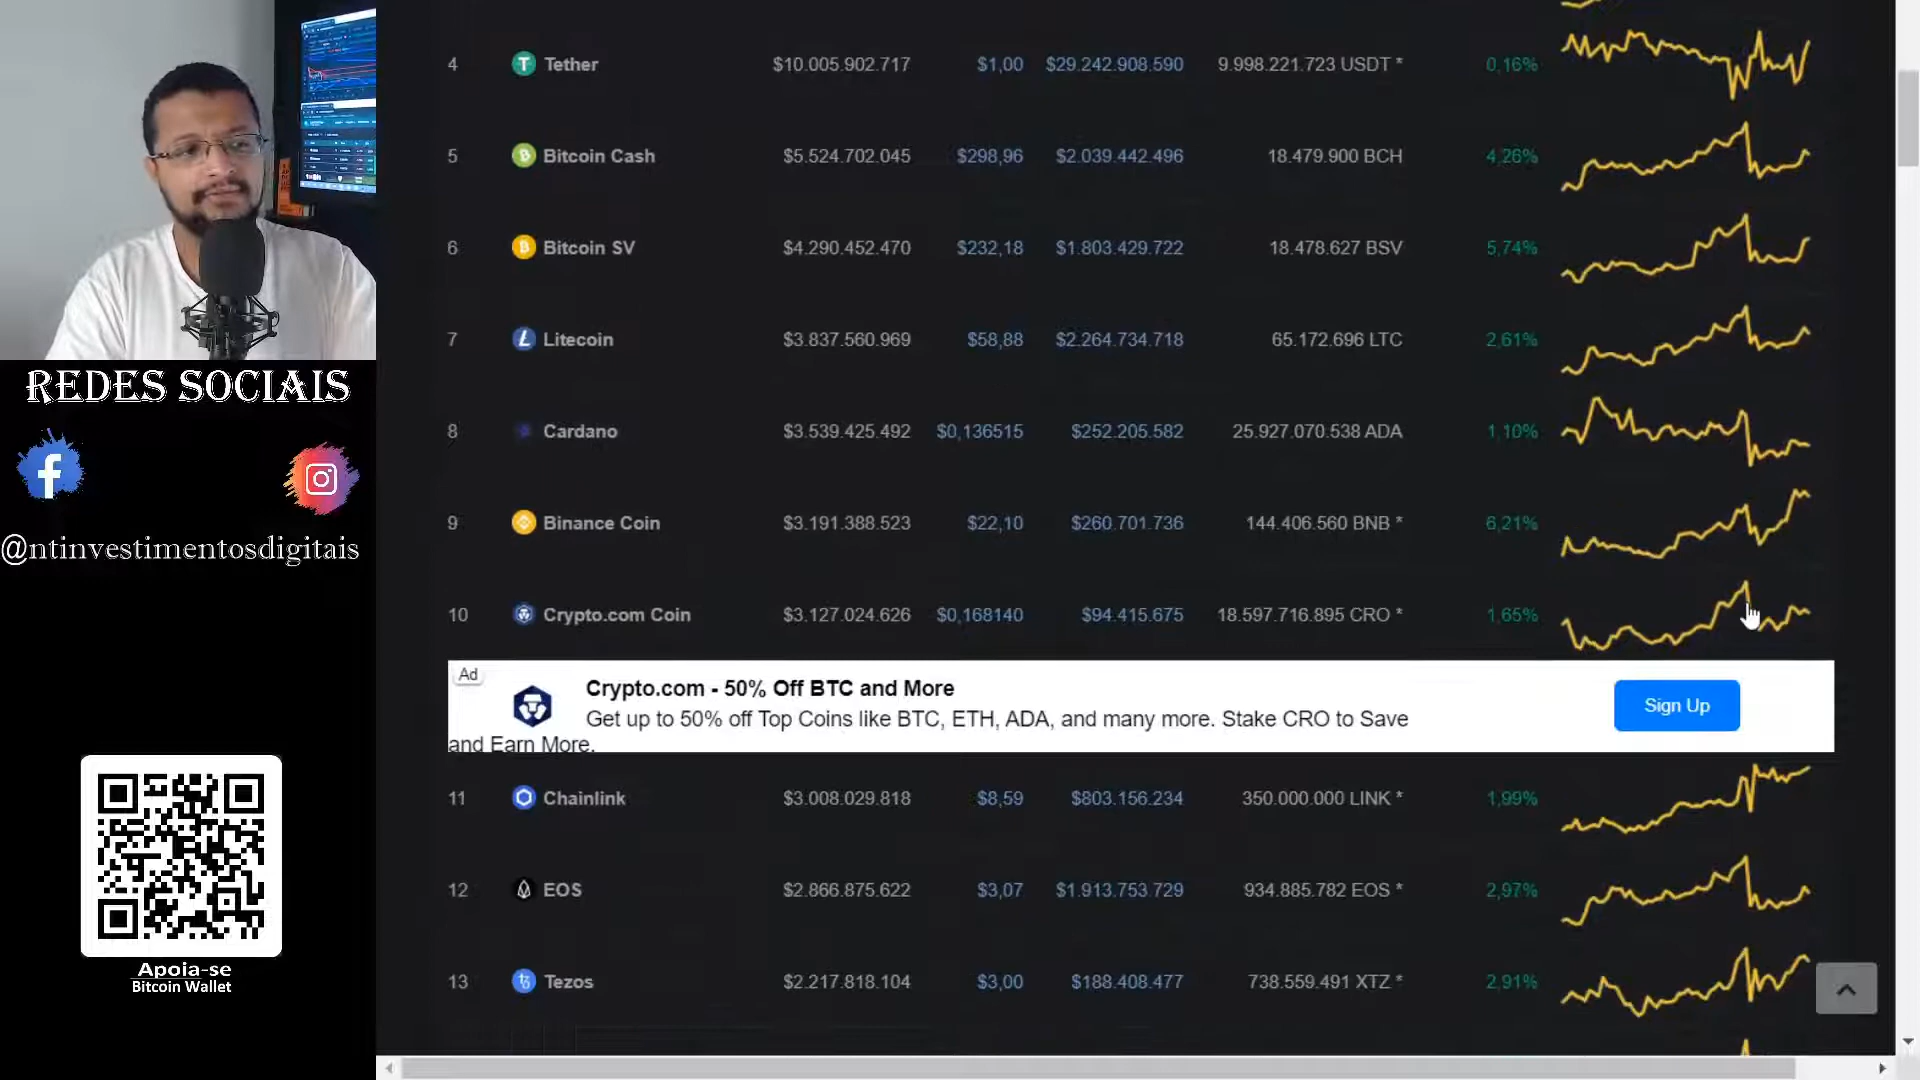 4 Tether $10.005.902.717 $1,00 $29.242.908.590 9.998.221.723 USDT * 0,16%
5 Bitcoin Cash $5.524.702.045 $298,96 $2.039.442.496 18.479.900 BCH 4,26%
6 Bitcoin SV $4.290.452.470 $232,18 $1.803.429.722 18.478.627 BSV 5,74%
7 Litecoin $3.837.560.969 $58,88 $2.264.734.718 65.172.696 LTC 2,61%
REDES SOCIAIS
8 Cardano $3.539.425.492 $0,136515 $252.205.582 25.927.070.538 ADA 1,10%
9 Binance Coin $3.191.388.523 $22,10 $260.701.736 144.406.560 BNB * 6,21%
@ntinvestimentosdigitais
10 Crypto.com Coin $3.127.024.626 $0,168140 $94.415.675 18.597.716.895 CRO * 1,65%
Ad
Crypto.com - 50% Off BTC and More
Get up to 50% off Top Coins like BTC, ETH, ADA, and many more. Stake CRO to Save
and Earn More.
Sign Up
11 Chainlink $3.008.029.818 $8,59 $803.156.234 350.000.000 LINK * 1,99%
12 EOS $2.866.875.622 $3,07 $1.913.753.729 934.885.782 EOS * 2,97%
13 Tezos $2.217.818.104 $3,00 $188.408.477 738.559.491 XTZ * 2,91%
Apoia-se
Bitcoin Wallet